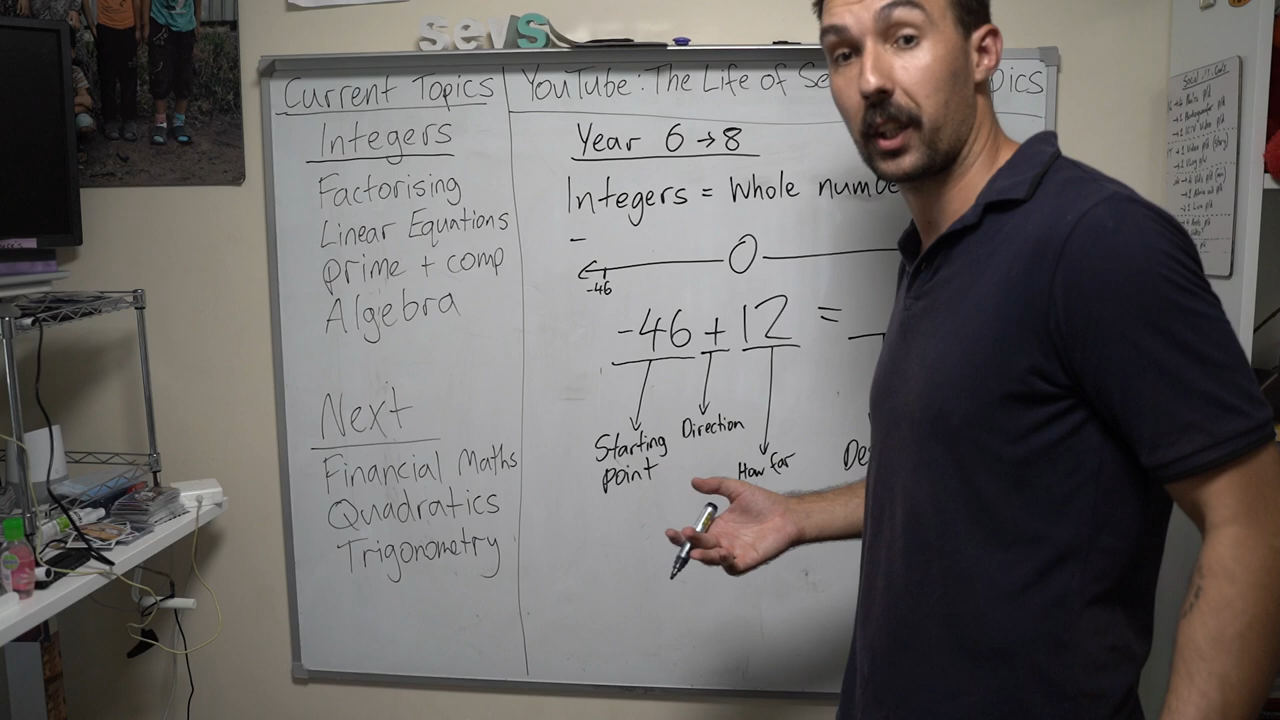 sevs
Current Topics
Integers
Factorising
Linear Equations
prime + comp
Algebra
Next
Financial Maths
Quadratics
Trigonometry
YouTube: The Life of Se
pics
Year 6 → 8
Integers = Whole numbe
-
0
-46
-46 + 12 =
Starting point
Direction
How far
De